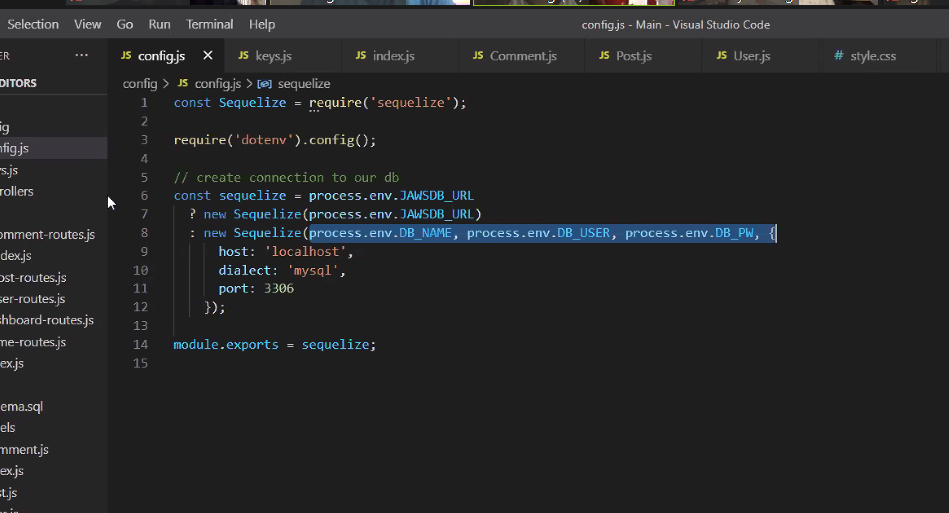 Selection View Go Run Terminal Help config.js - Main - Visual Studio Code
ER ···
JS config.js × JS keys.js JS index.js JS Comment.js JS Post.js JS User.js # style.css
DITORS
config > JS config.js > sequelize
1 const Sequelize = require('sequelize');
2
3 require('dotenv').config();
4
5 // create connection to our db
6 const sequelize = process.env.JAWSDB_URL
7 ? new Sequelize(process.env.JAWSDB_URL)
8 : new Sequelize(process.env.DB_NAME, process.env.DB_USER, process.env.DB_PW, {
9 host: 'localhost',
10 dialect: 'mysql',
11 port: 3306
12 });
13
14 module.exports = sequelize;
15
ig
nfig.js
s.js
rollers
omment-routes.js
dex.js
ost-routes.js
ser-routes.js
shboard-routes.js
me-routes.js
ex.js
ema.sql
els
mment.js
ex.js
st.js